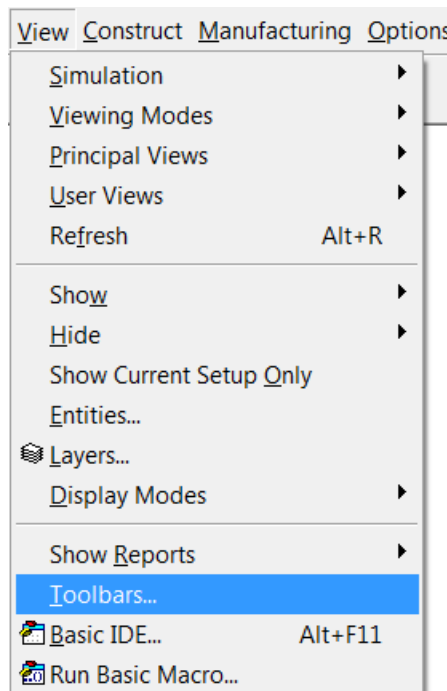 View Construct Manufacturing Options
Simulation
Viewing Modes
Principal Views
User Views
Refresh Alt+R
Show
Hide
Show Current Setup Only
Entities...
Layers...
Display Modes
Show Reports
Toolbars...
Basic IDE... Alt+F11
Run Basic Macro...